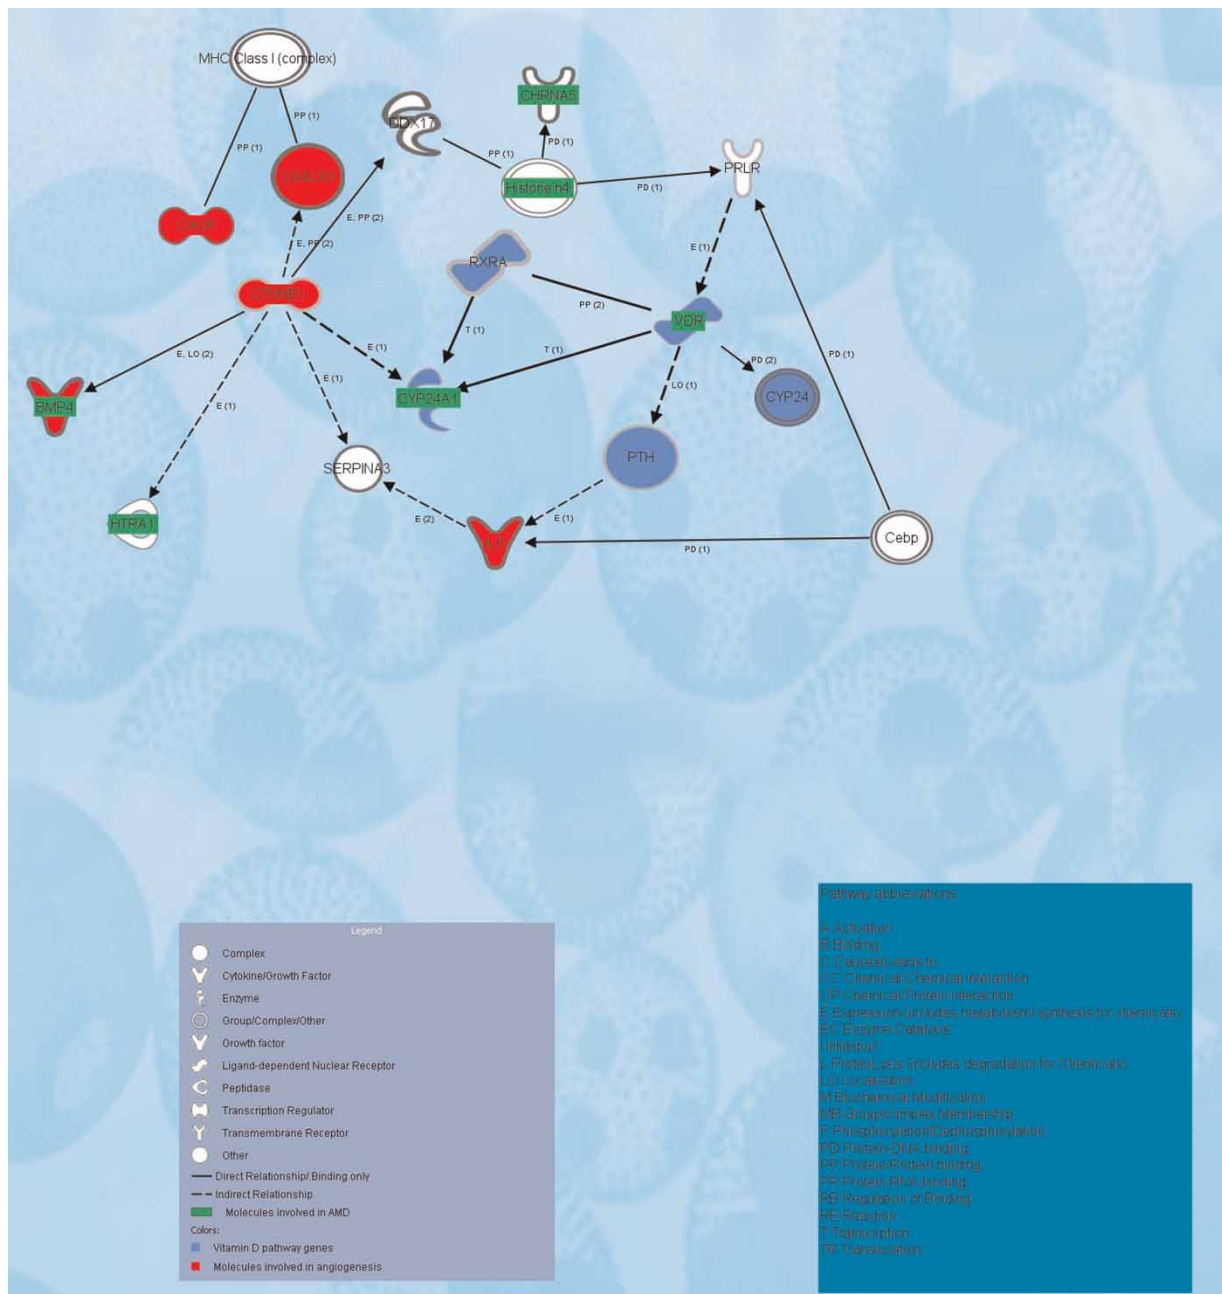 MHC Class I (complex)
CHRNA5
DDX17
PP (1)
PP (1)
PP (1)
PD (1)
PRLR
Histone h4
PD (1)
E, PP (2)
E, PP (2)
E (1)
RXRA
PP (2)
VDR
T (1)
E (1)
T (1)
PD (1)
PD (2)
E, LO (2)
E (1)
LO (1)
CYP24
CYP24A1
BMP4
E (1)
PTH
SERPINA3
HTRA1
E (2)
E (1)
Cebp
PD (1)
Legend
Complex
Cytokine/Growth Factor
Enzyme
Group/Complex/Other
Growth factor
Ligand-dependent Nuclear Receptor
Peptidase
Transcription Regulator
Transmembrane Receptor
Other
Direct Relationship/ Binding only
Indirect Relationship
Molecules involved in AMD
Colors:
Vitamin D pathway genes
Molecules involved in angiogenesis
Pathway abbreviations
A Activation
B Binding
C Causes/Leads to
CC Chemical-Chemical interaction
CP Chemical-Protein interaction
E Expression (includes metabolism/ synthesis for chemicals)
EC Enzyme Catalysis
I Inhibition
L ProteoLysis (includes degradation for Chemicals)
LO Localization
M Biochemical Modification
MB Group/complex Membership
P Phosphorylation/Dephosphorylation
PD Protein-DNA binding
PP Protein-Protein binding
PR Protein-RNA binding
RB Regulation of Binding
RE Reaction
T Transcription
TR Translocation